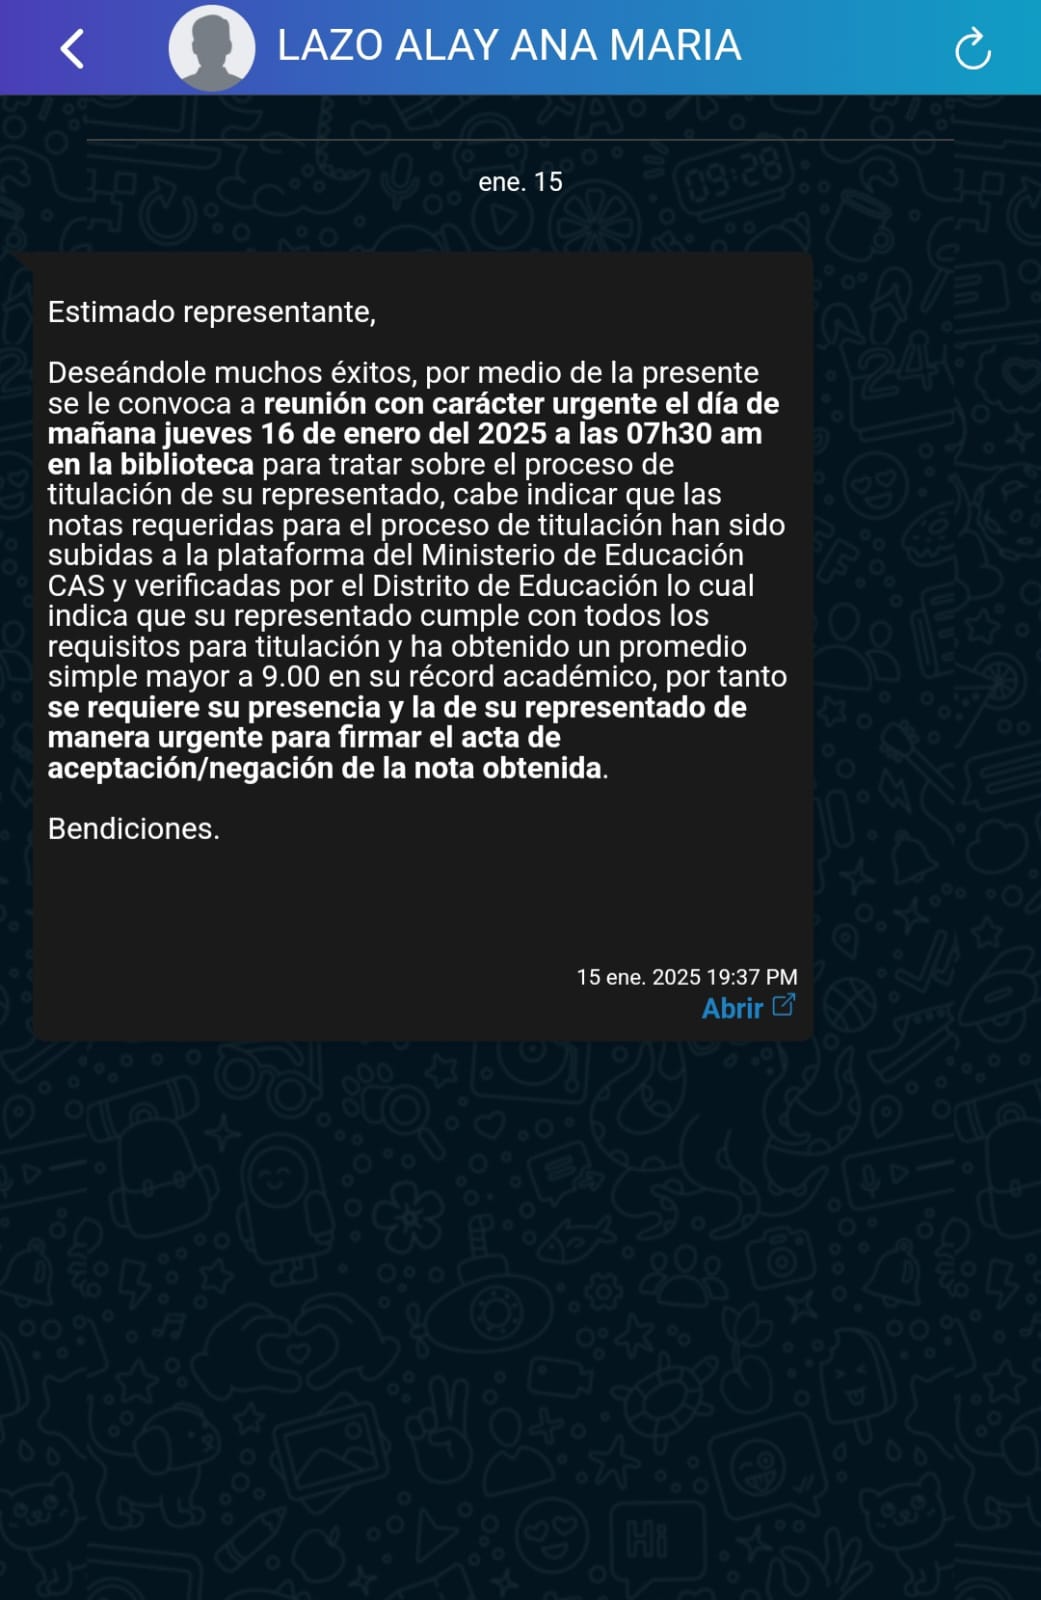 LAZO ALAY ANA MARIA
ene. 15
Estimado representante,
Deseándole muchos éxitos, por medio de la presente
se le convoca a reunión con carácter urgente el día de
mañana jueves 16 de enero del 2025 a las 07h30 am
en la biblioteca para tratar sobre el proceso de
titulación de su representado, cabe indicar que las
notas requeridas para el proceso de titulación han sido
subidas a la plataforma del Ministerio de Educación
CAS y verificadas por el Distrito de Educación lo cual
indica que su representado cumple con todos los
requisitos para titulación y ha obtenido un promedio
simple mayor a 9.00 en su récord académico, por tanto
se requiere su presencia y la de su representado de
manera urgente para firmar el acta de
aceptación/negación de la nota obtenida.
Bendiciones.
15 ene. 2025 19:37 PM
Abrir
09:28
24
Hi